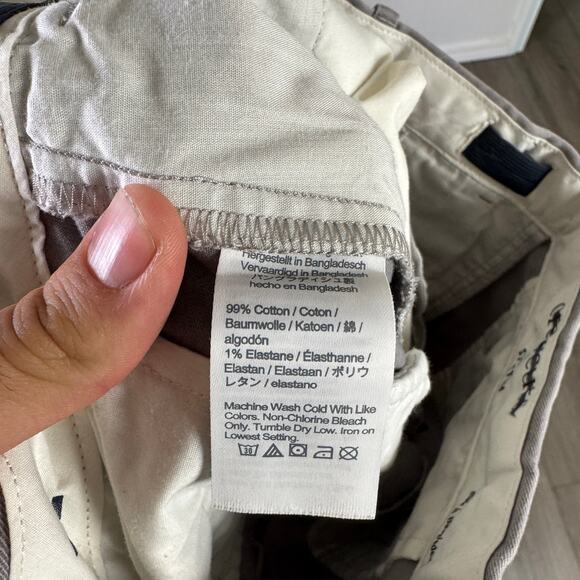 Hergestellt in Bangladesch
Vervaardigd in Bangladesh
バングラディシュ製
hecho en Bangladesh
99% Cotton / Coton /
Baumwolle / Katoen / 綿 /
algodón
1% Elastane / Élasthanne /
Elastan / Elastaan / ポリウ
レタン / elastano
Machine Wash Cold With Like
Colors. Non-Chlorine Bleach
Only. Tumble Dry Low. Iron on
Lowest Setting.
30